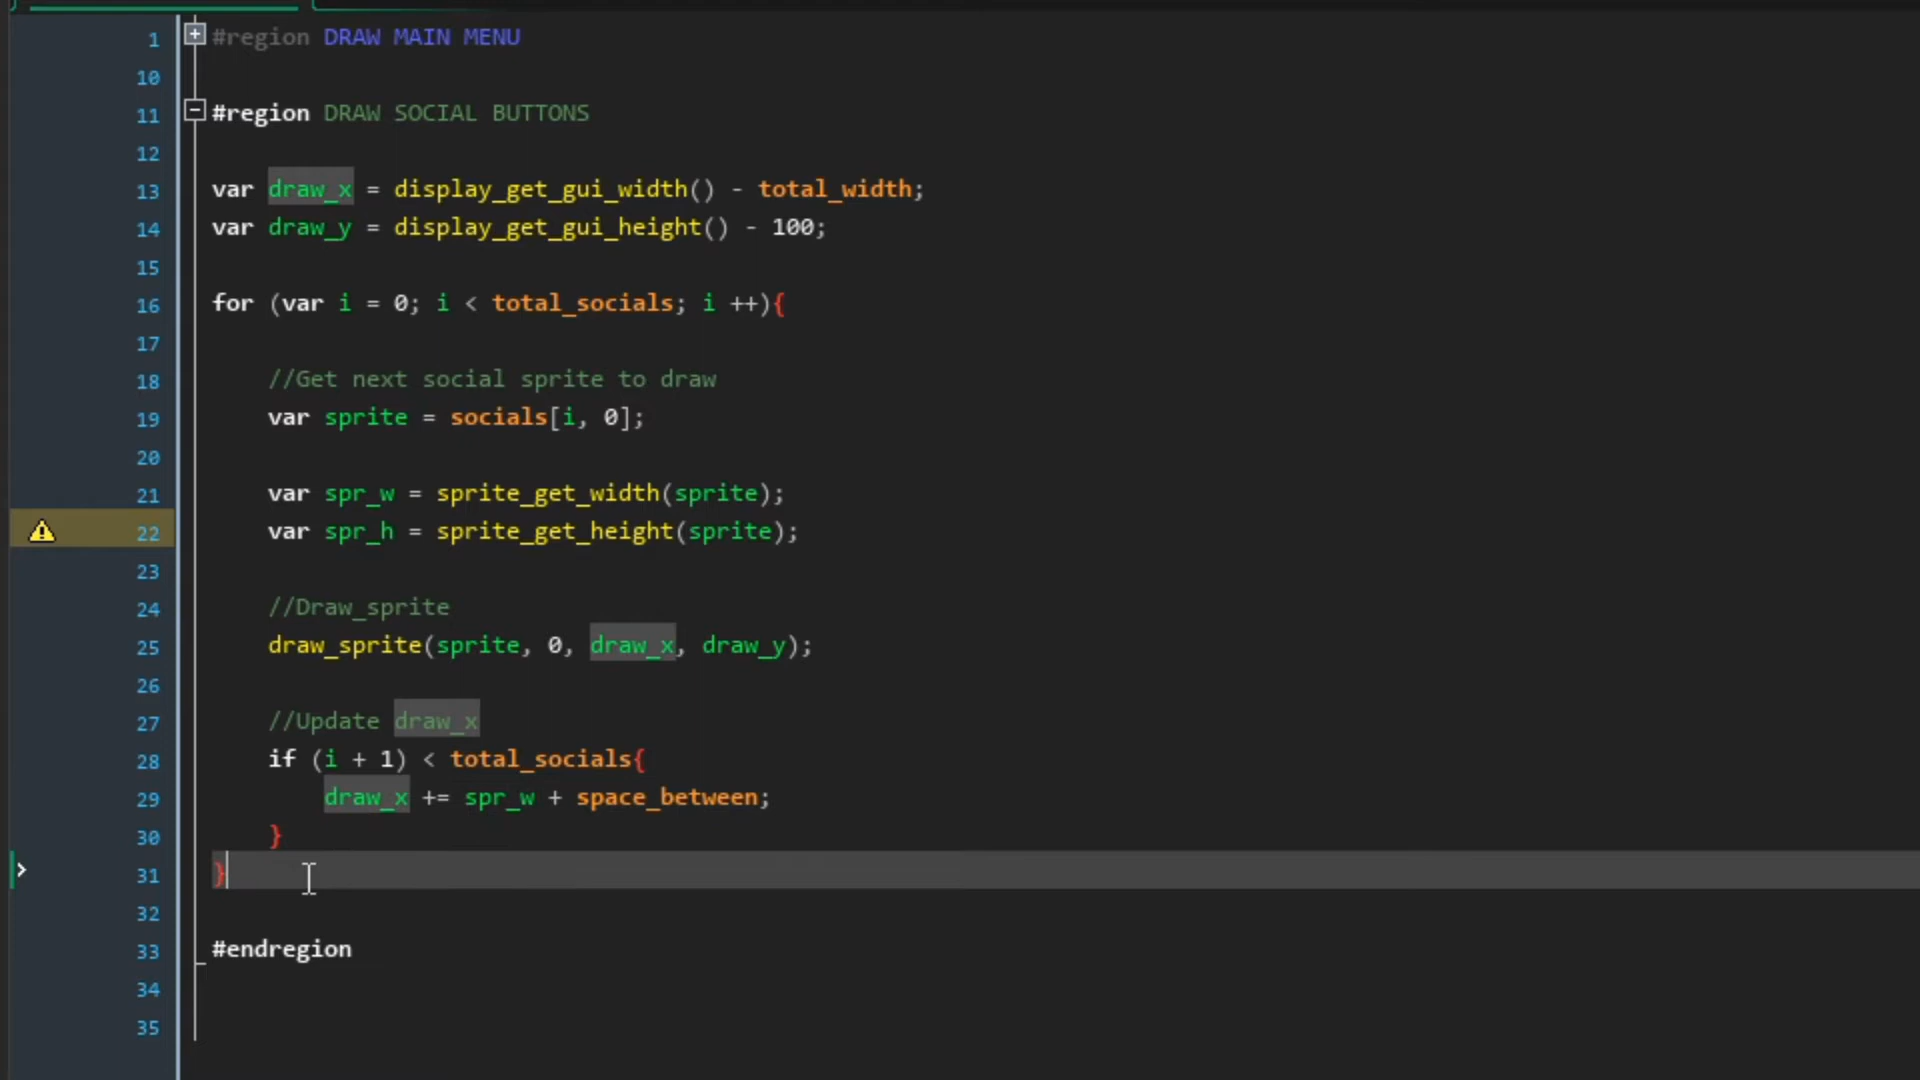 1 #region DRAW MAIN MENU
10
11 #region DRAW SOCIAL BUTTONS
12
13 var draw_x = display_get_gui_width() - total_width;
14 var draw_y = display_get_gui_height() - 100;
15
16 for (var i = 0; i < total_socials; i ++){
17
18 //Get next social sprite to draw
19 var sprite = socials[i, 0];
20
21 var spr_w = sprite_get_width(sprite);
22 var spr_h = sprite_get_height(sprite);
23
24 //Draw_sprite
25 draw_sprite(sprite, 0, draw_x, draw_y);
26
27 //Update draw_x
28 if (i + 1) < total_socials{
29 draw_x += spr_w + space_between;
30 }
31 }
32
33 #endregion
34
35